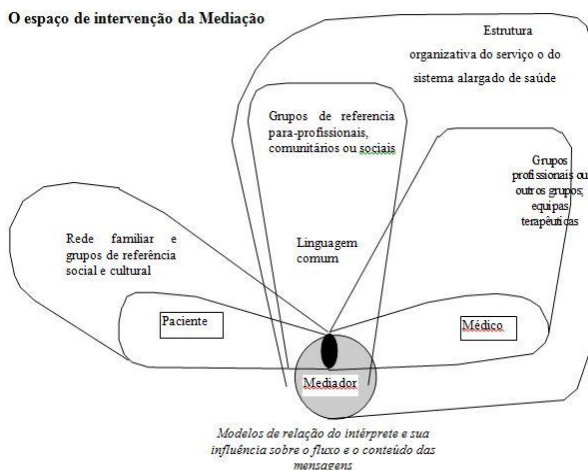 O espaço de intervenção da Mediação
Estrutura
organizativa do serviço o do
sistema alargado de saúde
Grupos de referencia
para-profissionais,
comunitários ou sociais
Grupos
profissionais ou
outros grupos;
equipas
terapêuticas
Rede familiar e
grupos de referência
social e cultural
Linguagem
comum
Paciente
Médico
Mediador
Modelos de relação do intérprete e sua
influência sobre o fluxo e o conteúdo das
mensagens